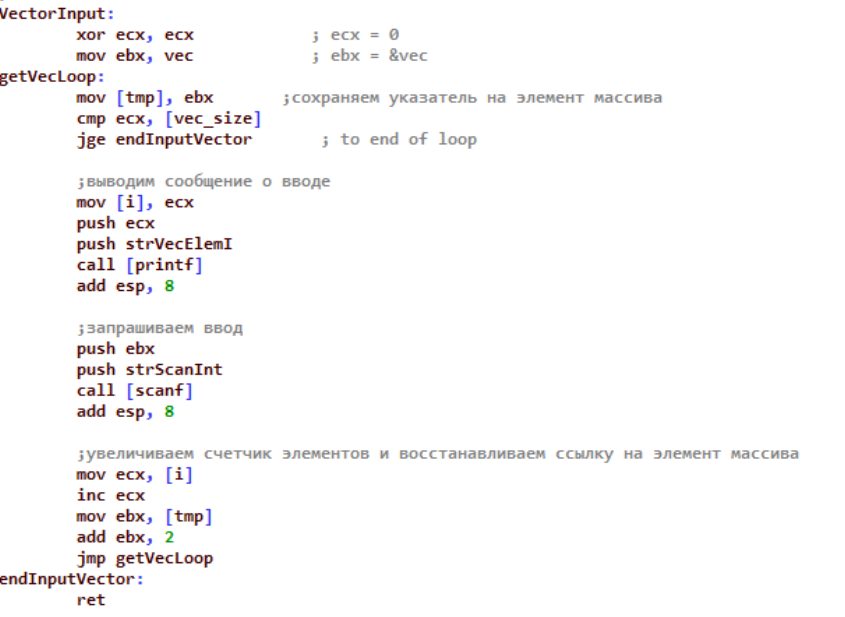 VectorInput:
xor ecx, ecx ; ecx = 0
mov ebx, vec ; ebx = &vec
getVecLoop:
mov [tmp], ebx ;сохраняем указатель на элемент массива
cmp ecx, [vec_size]
jge endInputVector ; to end of loop
;выводим сообщение о вводе
mov [i], ecx
push ecx
push strVecElemI
call [printf]
add esp, 8
;запрашиваем ввод
push ebx
push strScanInt
call [scanf]
add esp, 8
;увеличиваем счетчик элементов и восстанавливаем ссылку на элемент массива
mov ecx, [i]
inc ecx
mov ebx, [tmp]
add ebx, 2
jmp getVecLoop
endInputVector:
ret